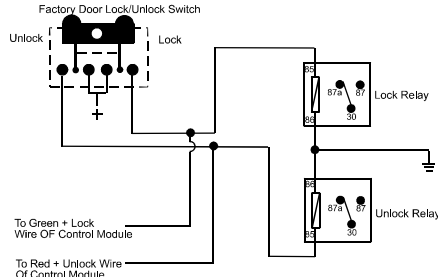 Factory Door Lock/Unlock Switch
Unlock
Lock
+
85
87a
87
30
86
Lock Relay
86
87a
87
30
85
Unlock Relay
To Green + Lock
Wire OF Control Module
To Red + Unlock Wire
Of Control Module